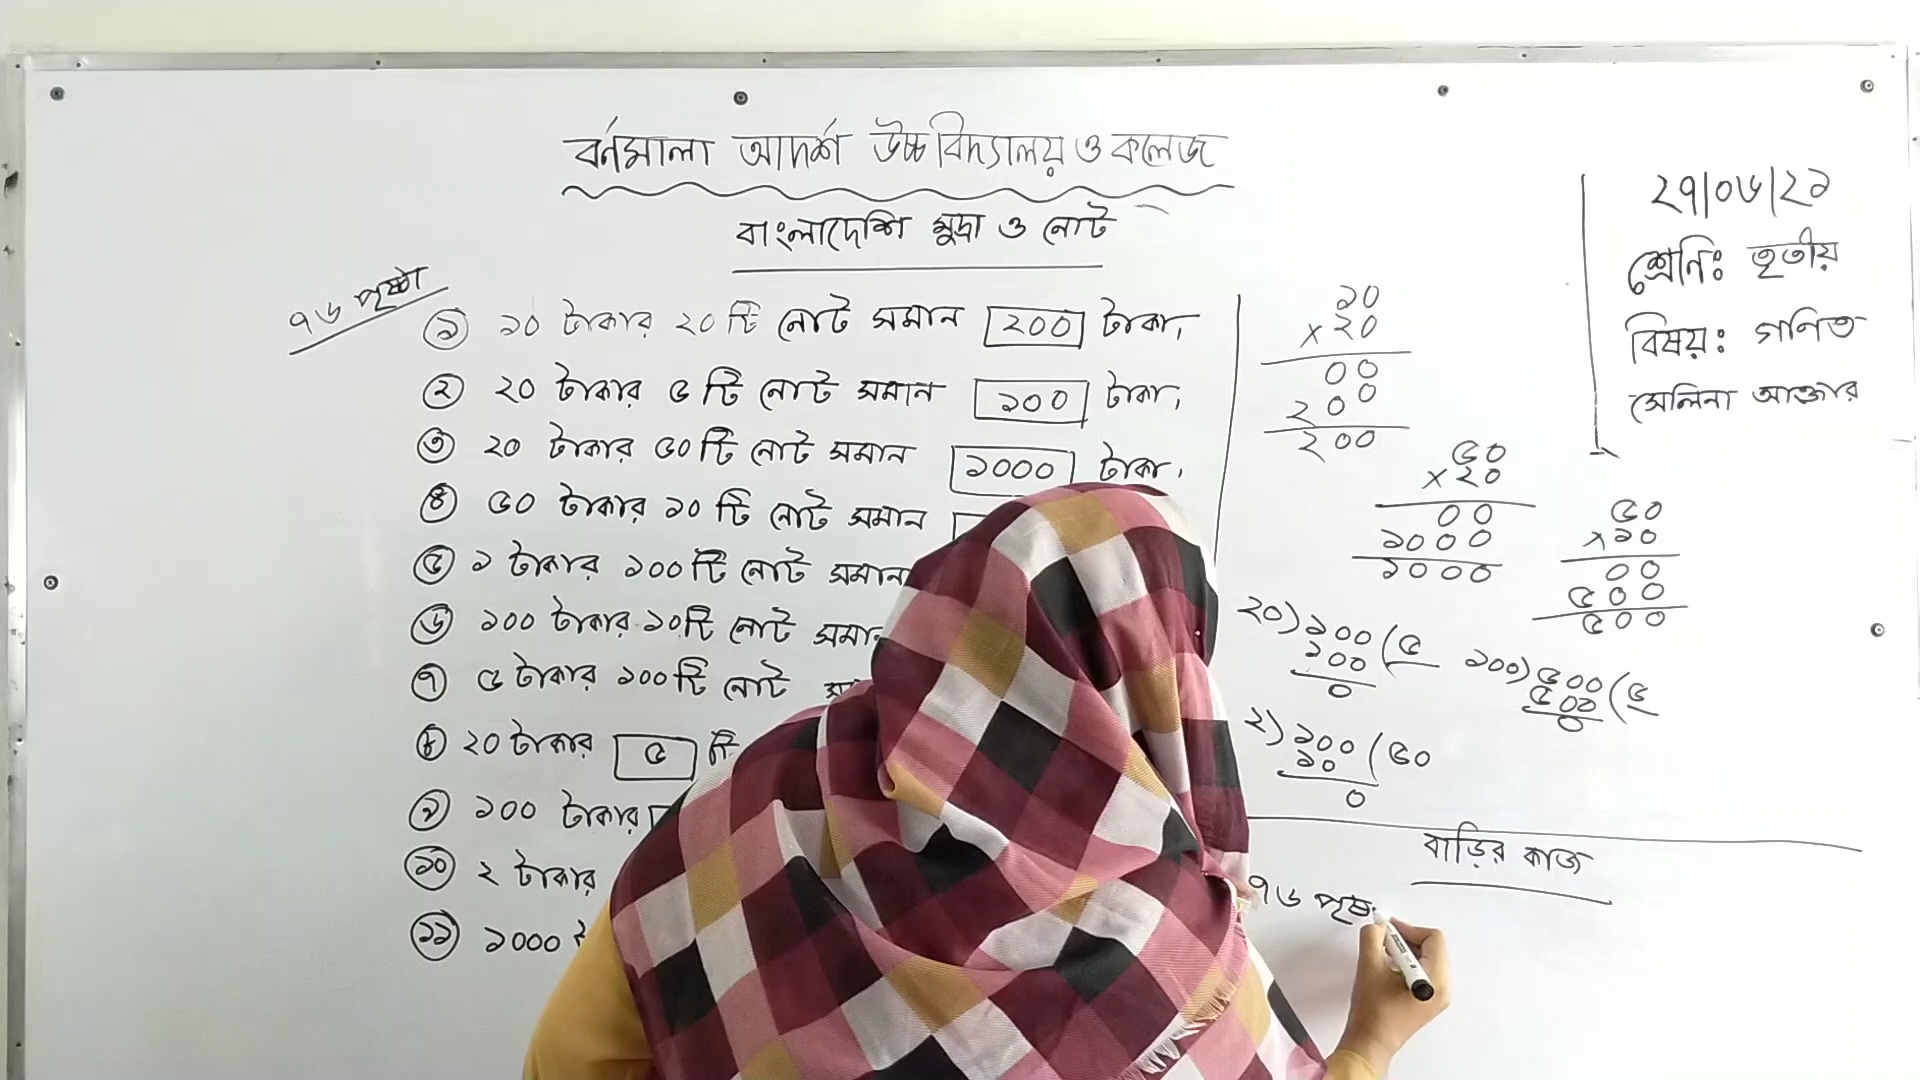 বর্ণমালা আদর্শ উচ্চ বিদ্যালয় ও কলেজ
বাংলাদেশি মুদ্রা ও নোট
৭৬ পৃষ্ঠা
১ ১০ টাকার ২০ টি নোট সমান ২০০ টাকা,
২ ২০ টাকার ৫ টি নোট সমান ১০০ টাকা,
৩ ২০ টাকার ৫০ টি নোট সমান ১০০০ টাকা,
৪ ৫০ টাকার ১০ টি নোট সমান
৫ ১ টাকার ১০০ টি নোট সমান
৬ ১০০ টাকার ১০ টি নোট সমান
৭ ৫ টাকার ১০০ টি নোট
৮ ২০ টাকার ৫ টি
৯ ১০০ টাকার
১০ ২ টাকার
১১ ১০০০
১০
×২০
০০
২০০
২০০
৫০
×২০
০০
১০০০
১০০০
৫০
×১০
০০
৫০০
৫০০
২০)১০০(৫
১০০
০
১০০)৫০০(৫
৫০০
০
২)১০০(৫০
১০
০
২৭|০৬|২১
শ্রেনিঃ তৃতীয়
বিষয়ঃ গনিত
সেলিনা আক্তার
বাড়ির কাজ
৭৬ পৃষ্ঠ